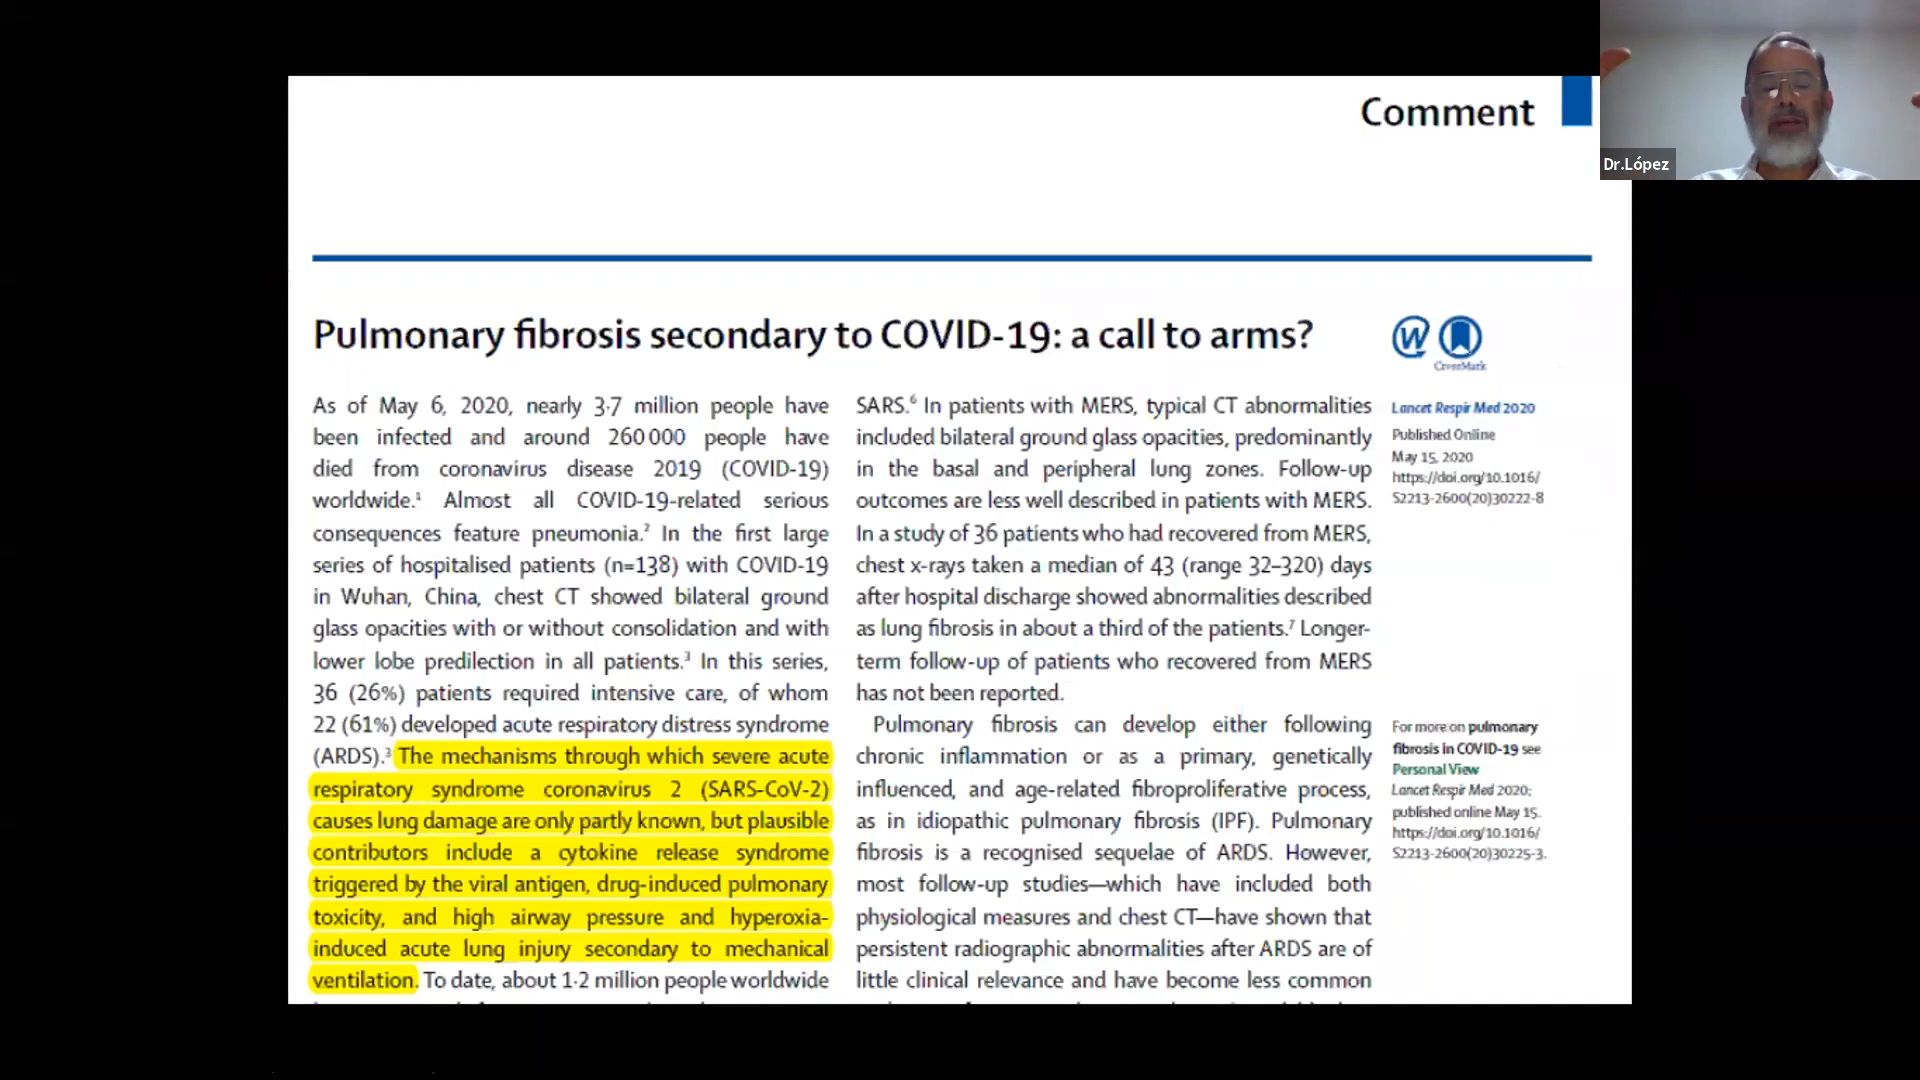 Comment
Dr.López
Pulmonary fibrosis secondary to COVID-19: a call to arms?
As of May 6, 2020, nearly 3·7 million people have
been infected and around 260 000 people have
died from coronavirus disease 2019 (COVID-19)
worldwide.¹ Almost all COVID-19-related serious
consequences feature pneumonia.² In the first large
series of hospitalised patients (n=138) with COVID-19
in Wuhan, China, chest CT showed bilateral ground
glass opacities with or without consolidation and with
lower lobe predilection in all patients.³ In this series,
36 (26%) patients required intensive care, of whom
22 (61%) developed acute respiratory distress syndrome
(ARDS).³ The mechanisms through which severe acute
respiratory syndrome coronavirus 2 (SARS-CoV-2)
causes lung damage are only partly known, but plausible
contributors include a cytokine release syndrome
triggered by the viral antigen, drug-induced pulmonary
toxicity, and high airway pressure and hyperoxia-
induced acute lung injury secondary to mechanical
ventilation. To date, about 1·2 million people worldwide
SARS.⁶ In patients with MERS, typical CT abnormalities
included bilateral ground glass opacities, predominantly
in the basal and peripheral lung zones. Follow-up
outcomes are less well described in patients with MERS.
In a study of 36 patients who had recovered from MERS,
chest x-rays taken a median of 43 (range 32–320) days
after hospital discharge showed abnormalities described
as lung fibrosis in about a third of the patients.⁷ Longer-
term follow-up of patients who recovered from MERS
has not been reported.
Pulmonary fibrosis can develop either following
chronic inflammation or as a primary, genetically
influenced, and age-related fibroproliferative process,
as in idiopathic pulmonary fibrosis (IPF). Pulmonary
fibrosis is a recognised sequelae of ARDS. However,
most follow-up studies—which have included both
physiological measures and chest CT—have shown that
persistent radiographic abnormalities after ARDS are of
little clinical relevance and have become less common
CrossMark
Lancet Respir Med 2020
Published Online
May 15, 2020
https://doi.org/10.1016/
S2213-2600(20)30222-8
For more on pulmonary
fibrosis in COVID-19 see
Personal View
Lancet Respir Med 2020;
published online May 15.
https://doi.org/10.1016/
S2213-2600(20)30225-3.